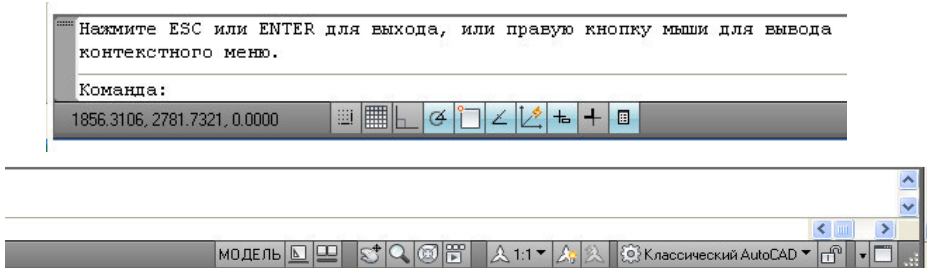 Нажмите ESC или ENTER для выхода, или правую кнопку мыши для вывода
контекстного меню.
Команда:
1856.3106, 2781.7321, 0.0000
МОДЕЛЬ 1:1 Классический AutoCAD